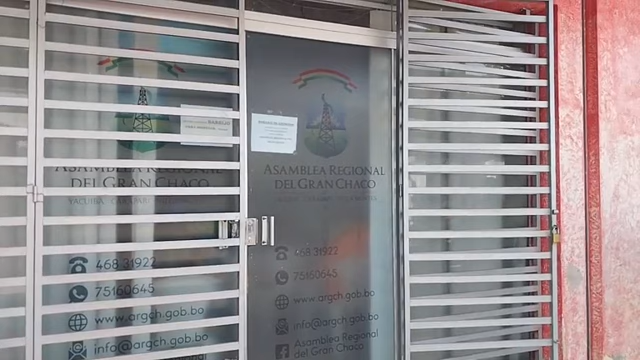 ASAMBLEA REGIONAL
DEL GRAN CHACO
YACUIBA
468 31922
75160645
www.argch.gob.bo
info@argch.gob.bo
ASAMBLEA REGIONAL
DEL GRAN CHACO
468 31922
75160645
www.argch.gob.bo
info@argch.gob.bo
Asamblea Regional
del Gran Chaco